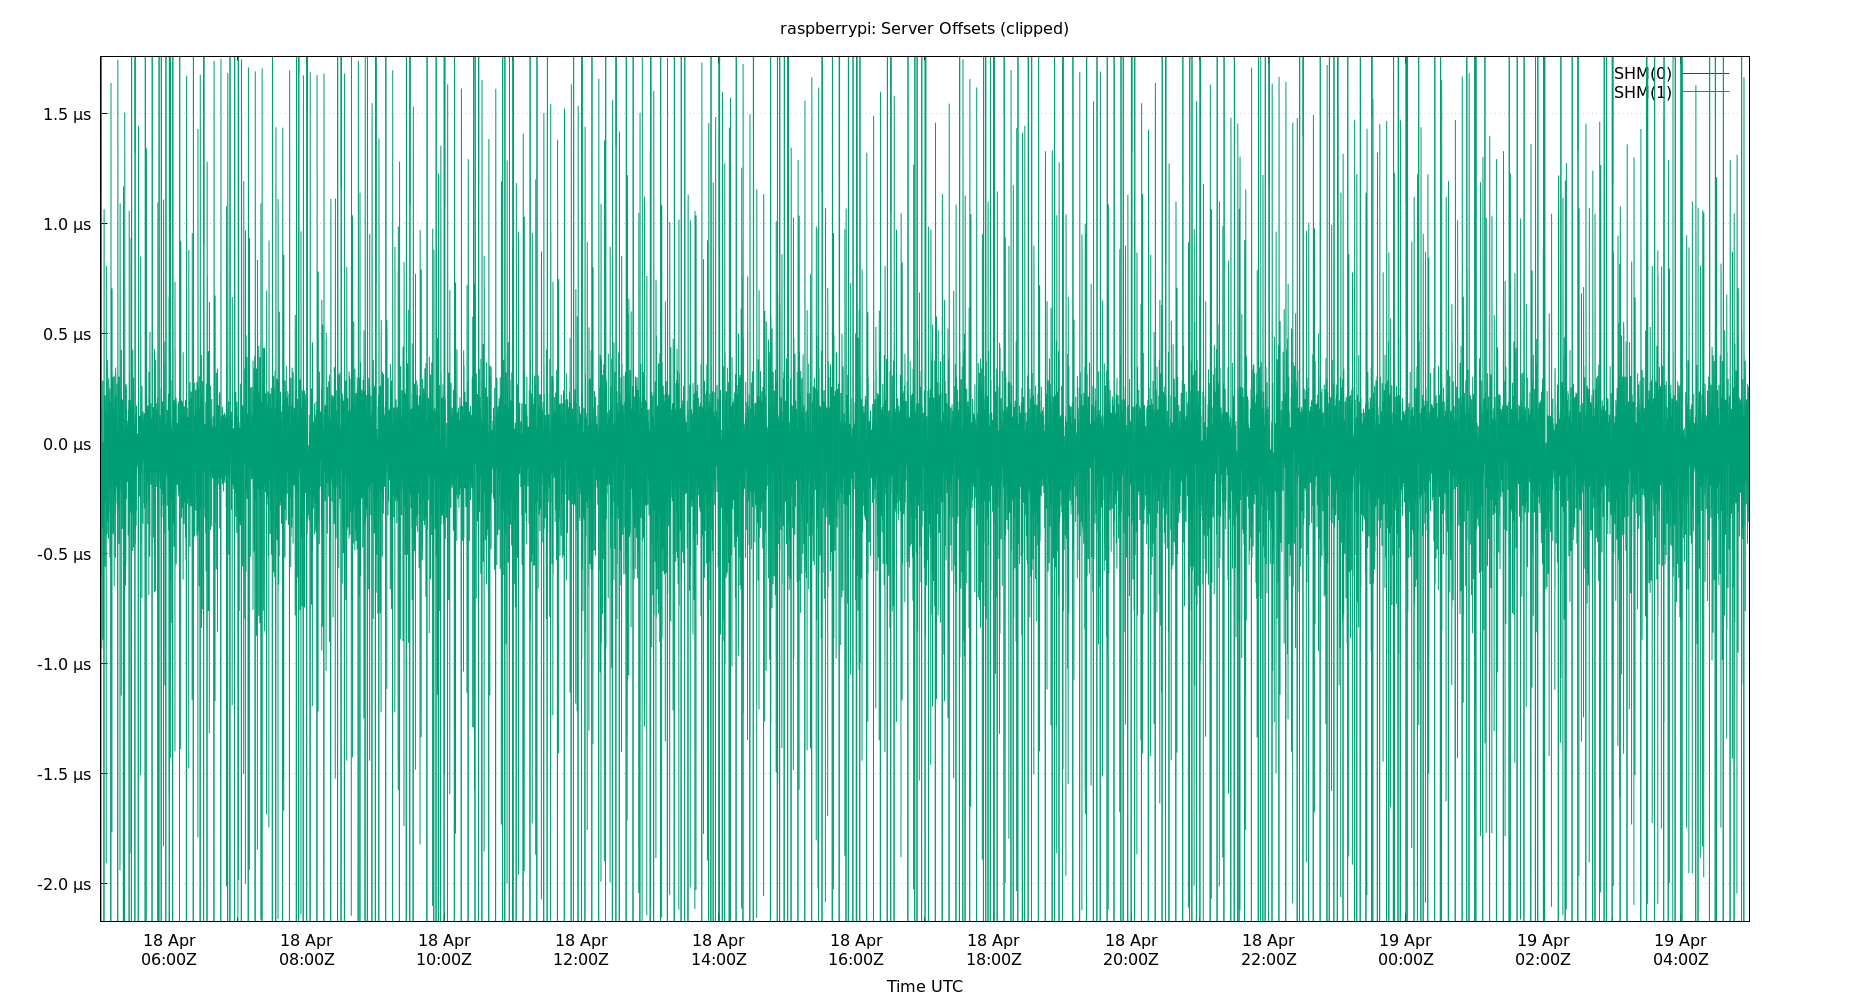 raspberrypi: Server Offsets (clipped)
SHM(0)
SHM(1)
1.5 µs
1.0 µs
0.5 µs
0.0 µs
-0.5 µs
-1.0 µs
-1.5 µs
-2.0 µs
18 Apr 18 Apr 18 Apr 18 Apr 18 Apr 18 Apr 18 Apr 18 Apr 18 Apr 19 Apr 19 Apr 19 Apr
06:00Z 08:00Z 10:00Z 12:00Z 14:00Z 16:00Z 18:00Z 20:00Z 22:00Z 00:00Z 02:00Z 04:00Z
Time UTC